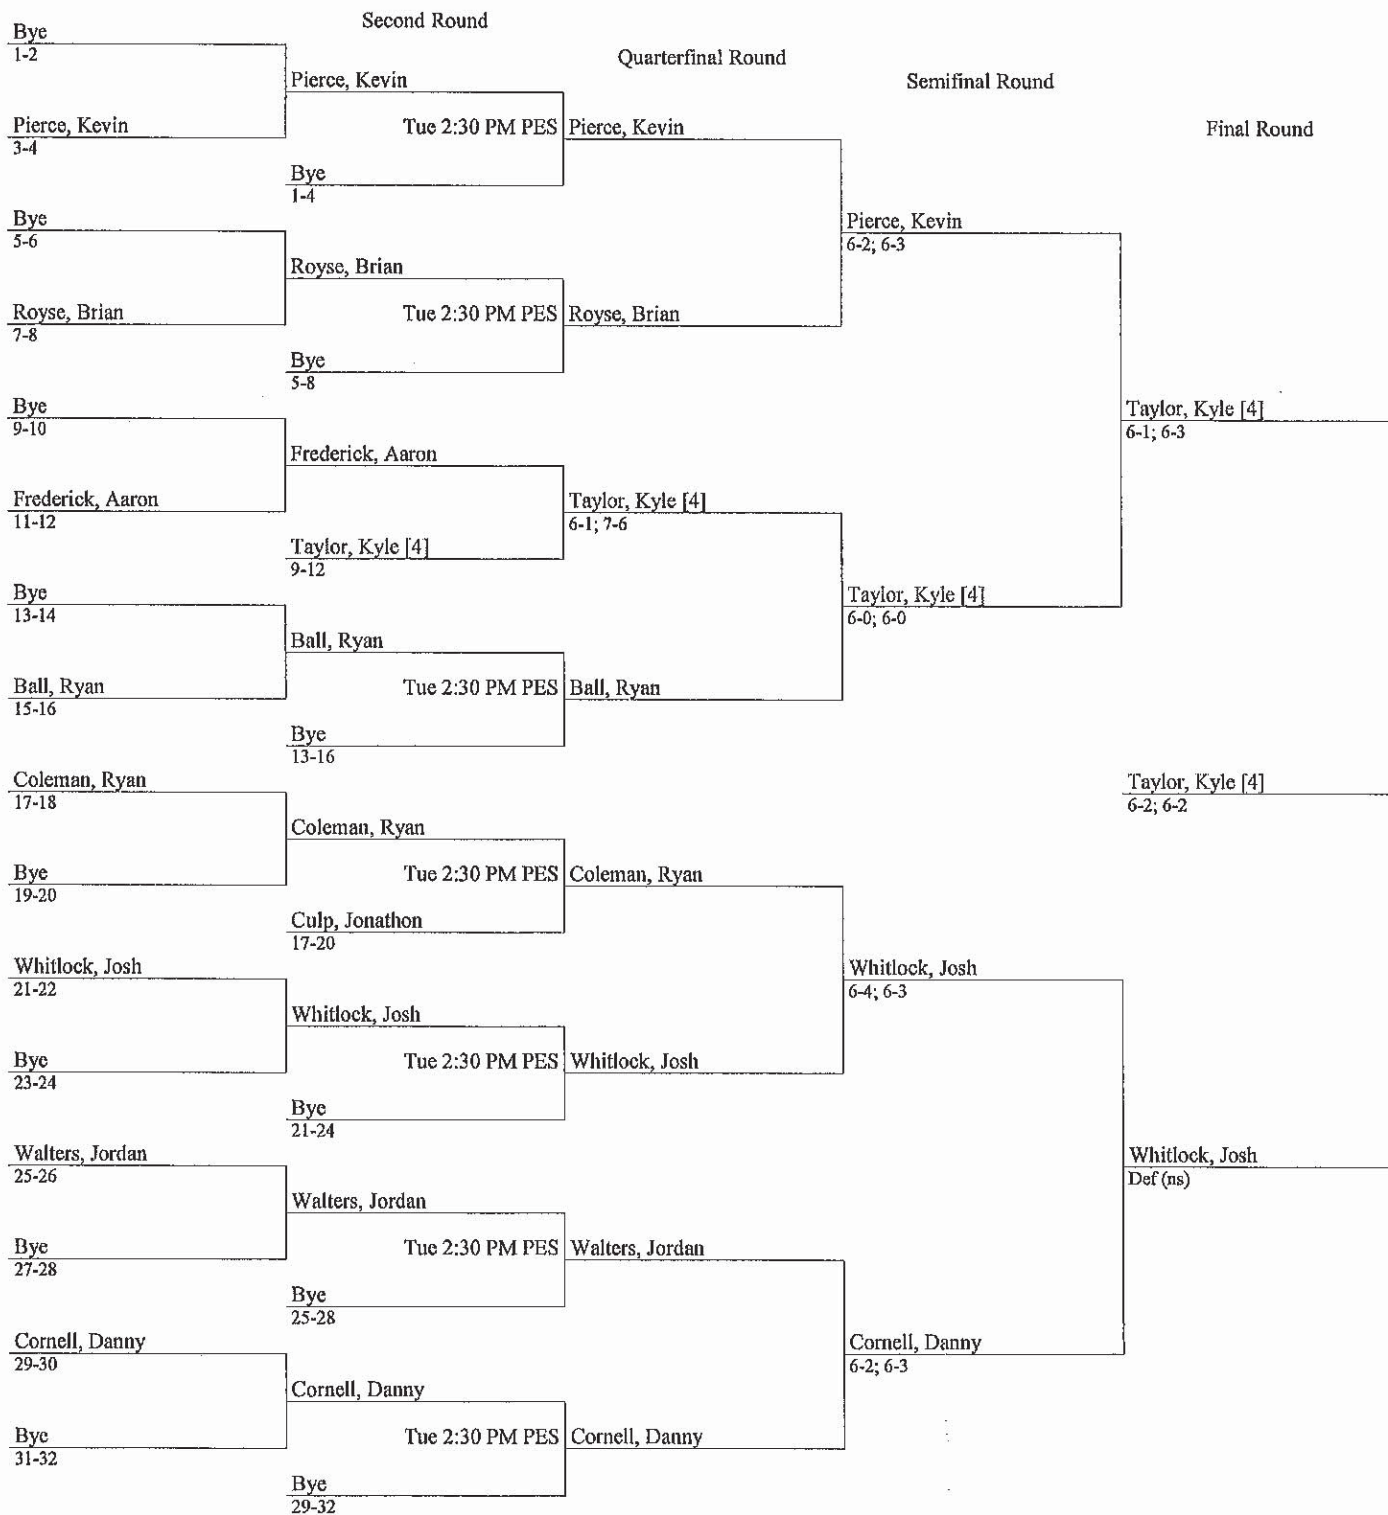 Second Round
Quarterfinal Round
Semifinal Round
Final Round
Bye
1-2
Pierce, Kevin
3-4
Bye
5-6
Royse, Brian
7-8
Bye
9-10
Frederick, Aaron
11-12
Bye
13-14
Ball, Ryan
15-16
Coleman, Ryan
17-18
Bye
19-20
Whitlock, Josh
21-22
Bye
23-24
Walters, Jordan
25-26
Bye
27-28
Cornell, Danny
29-30
Bye
31-32
Pierce, Kevin
Tue 2:30 PM PES
Bye
1-4
Royse, Brian
Tue 2:30 PM PES
Bye
5-8
Frederick, Aaron
Taylor, Kyle [4]
9-12
Ball, Ryan
Tue 2:30 PM PES
Bye
13-16
Coleman, Ryan
Tue 2:30 PM PES
Culp, Jonathon
17-20
Whitlock, Josh
Tue 2:30 PM PES
Bye
21-24
Walters, Jordan
Tue 2:30 PM PES
Bye
25-28
Cornell, Danny
Tue 2:30 PM PES
Bye
29-32
Pierce, Kevin
Royse, Brian
Taylor, Kyle [4]
6-1; 7-6
Ball, Ryan
Coleman, Ryan
Whitlock, Josh
Walters, Jordan
Cornell, Danny
Pierce, Kevin
6-2; 6-3
Taylor, Kyle [4]
6-0; 6-0
Whitlock, Josh
6-4; 6-3
Cornell, Danny
6-2; 6-3
Taylor, Kyle [4]
6-1; 6-3
Taylor, Kyle [4]
6-2; 6-2
Whitlock, Josh
Def (ns)